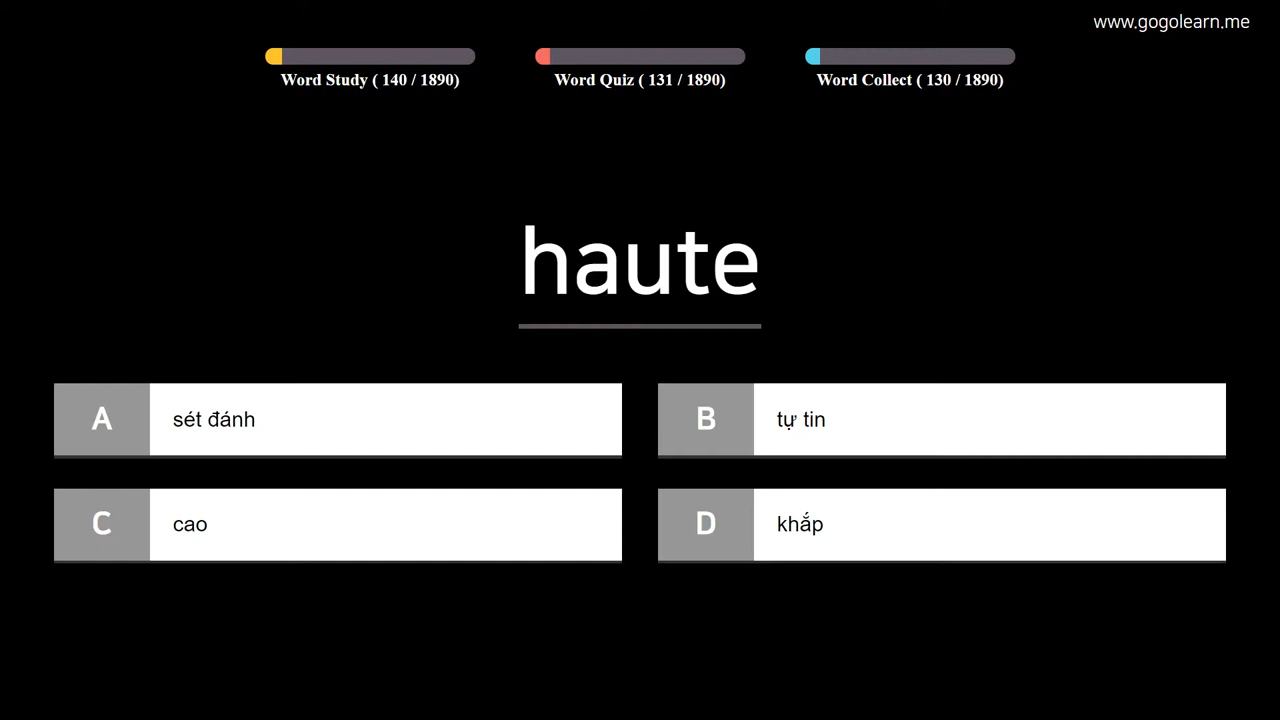 www.gogolearn.me
Word Study ( 140 / 1890)
Word Quiz ( 131 / 1890)
Word Collect ( 130 / 1890)
haute
A sét đánh
B tự tin
C cao
D khắp